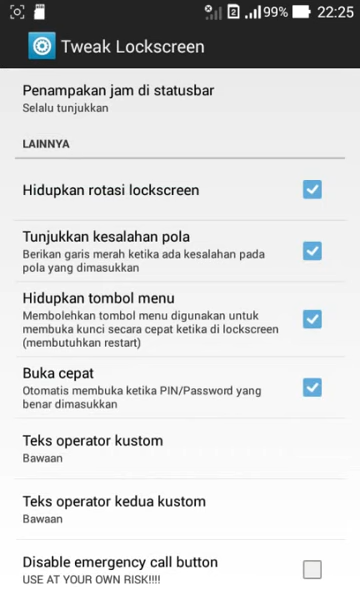 2 99% 22:25
Tweak Lockscreen
Penampakan jam di statusbar
Selalu tunjukkan
LAINNYA
Hidupkan rotasi lockscreen
Tunjukkan kesalahan pola
Berikan garis merah ketika ada kesalahan pada
pola yang dimasukkan
Hidupkan tombol menu
Membolehkan tombol menu digunakan untuk
membuka kunci secara cepat ketika di lockscreen
(membutuhkan restart)
Buka cepat
Otomatis membuka ketika PIN/Password yang
benar dimasukkan
Teks operator kustom
Bawaan
Teks operator kedua kustom
Bawaan
Disable emergency call button
USE AT YOUR OWN RISK!!!!